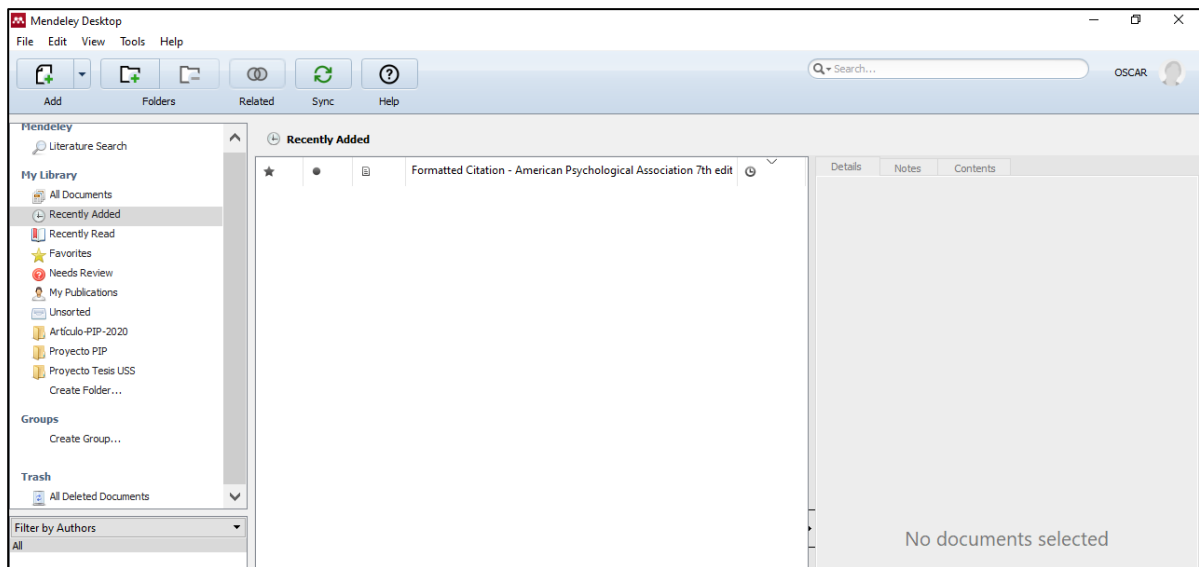 Mendeley Desktop
File Edit View Tools Help
Search...
OSCAR
Add Folders Related Sync Help
Mendeley
Literature Search
My Library
All Documents
Recently Added
Recently Read
Favorites
Needs Review
My Publications
Unsorted
Artículo-PIP-2020
Proyecto PIP
Proyecto Tesis USS
Create Folder...
Groups
Create Group...
Trash
All Deleted Documents
Filter by Authors
All
Recently Added
Formatted Citation - American Psychological Association 7th edit
Details Notes Contents
No documents selected